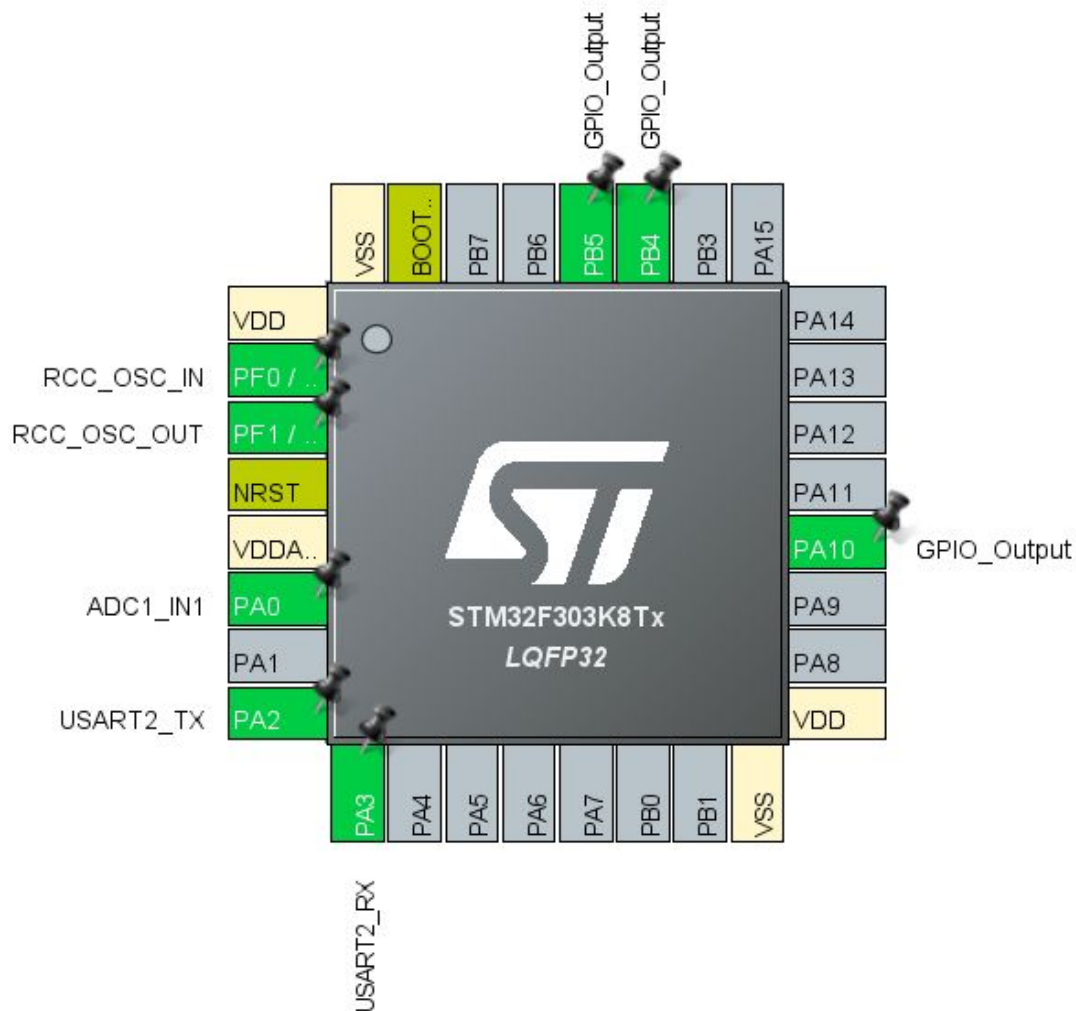 GPIO_Output
GPIO_Output
VSS
BOOT..
PB7
PB6
PB5
PB4
PB3
PA15
VDD
RCC_OSC_IN
PF0 / ..
RCC_OSC_OUT
PF1 / ..
NRST
VDDA..
ADC1_IN1
PA0
PA1
USART2_TX
PA2
PA14
PA13
PA12
PA11
PA10
GPIO_Output
PA9
PA8
VDD
ST
STM32F303K8Tx
LQFP32
PA3
PA4
PA5
PA6
PA7
PB0
PB1
VSS
USART2_RX